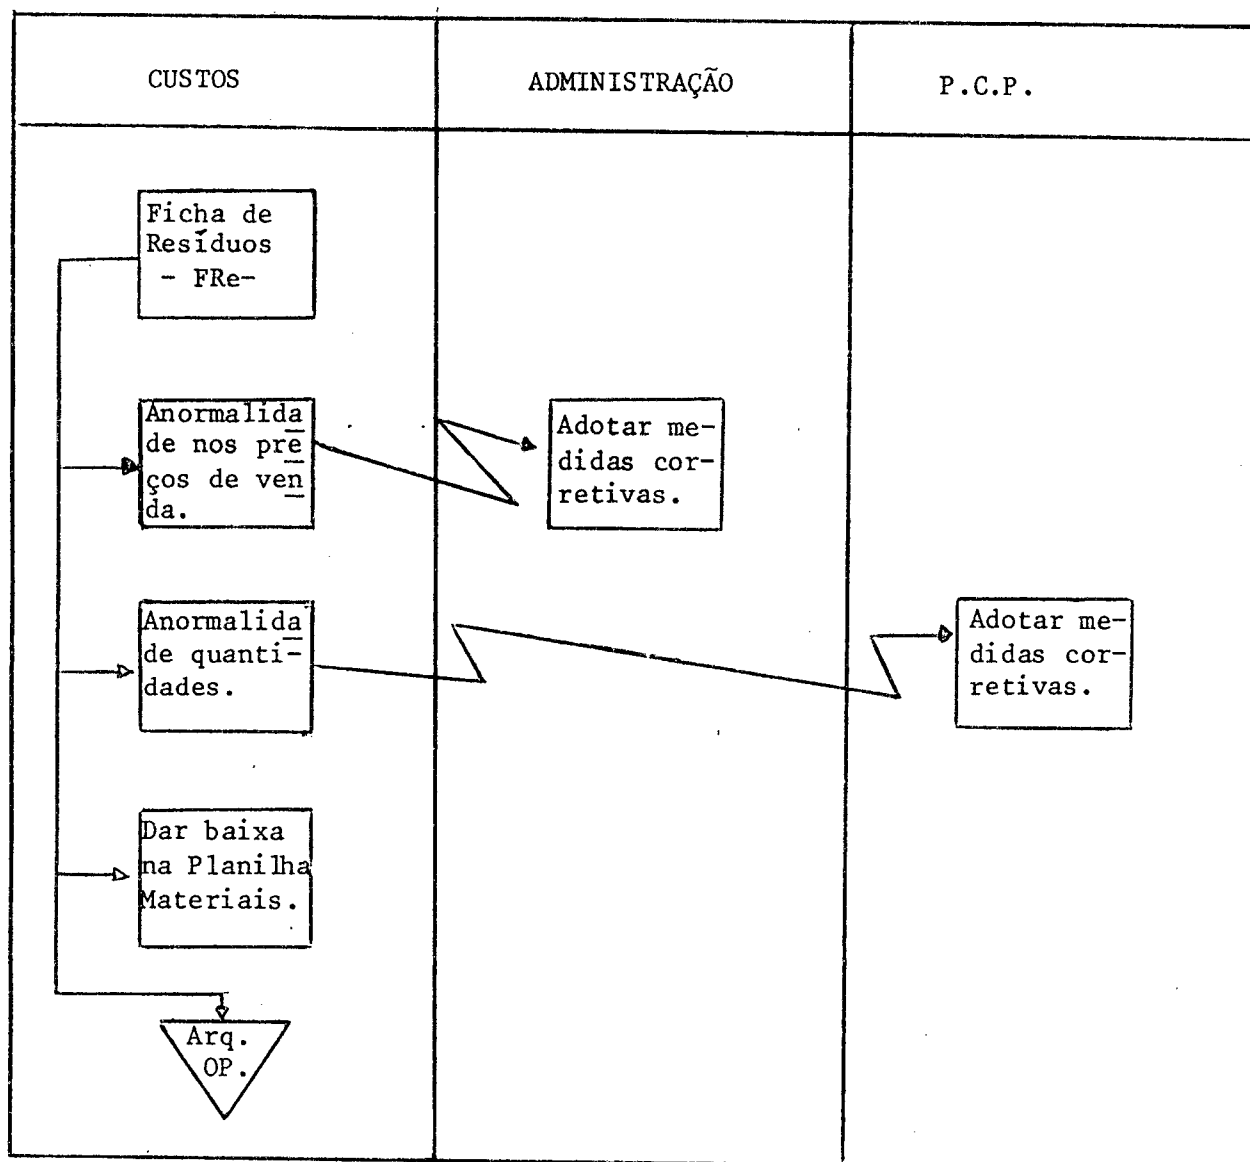 CUSTOS
ADMINISTRAÇÃO
P.C.P.
Ficha de
Resíduos
- FRe-
Anormalida
de nos pre
ços de ven
da.
Adotar me-
didas cor-
retivas.
Anormalida
de quanti-
dades.
Adotar me-
didas cor-
retivas.
Dar baixa
na Planilha
Materiais.
Arq.
OP.